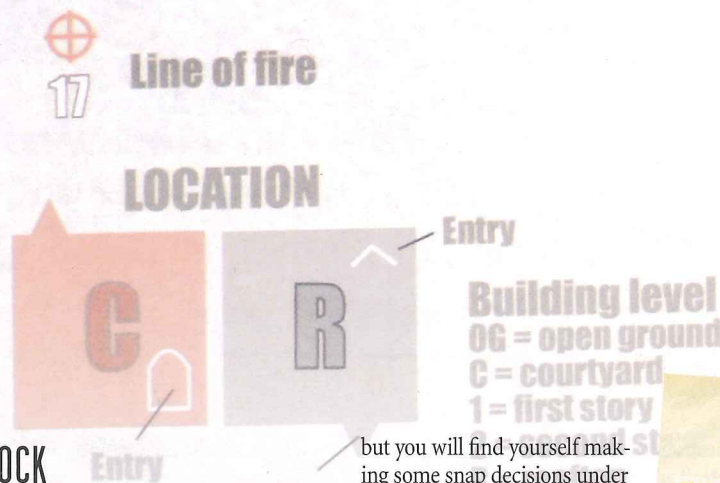 17
Line of fire
LOCATION
Entry
C
R
Building level
OG = open ground
C = courtyard
1 = first story
OCK
Entry
but you will find yourself mak-
ing some snap decisions under